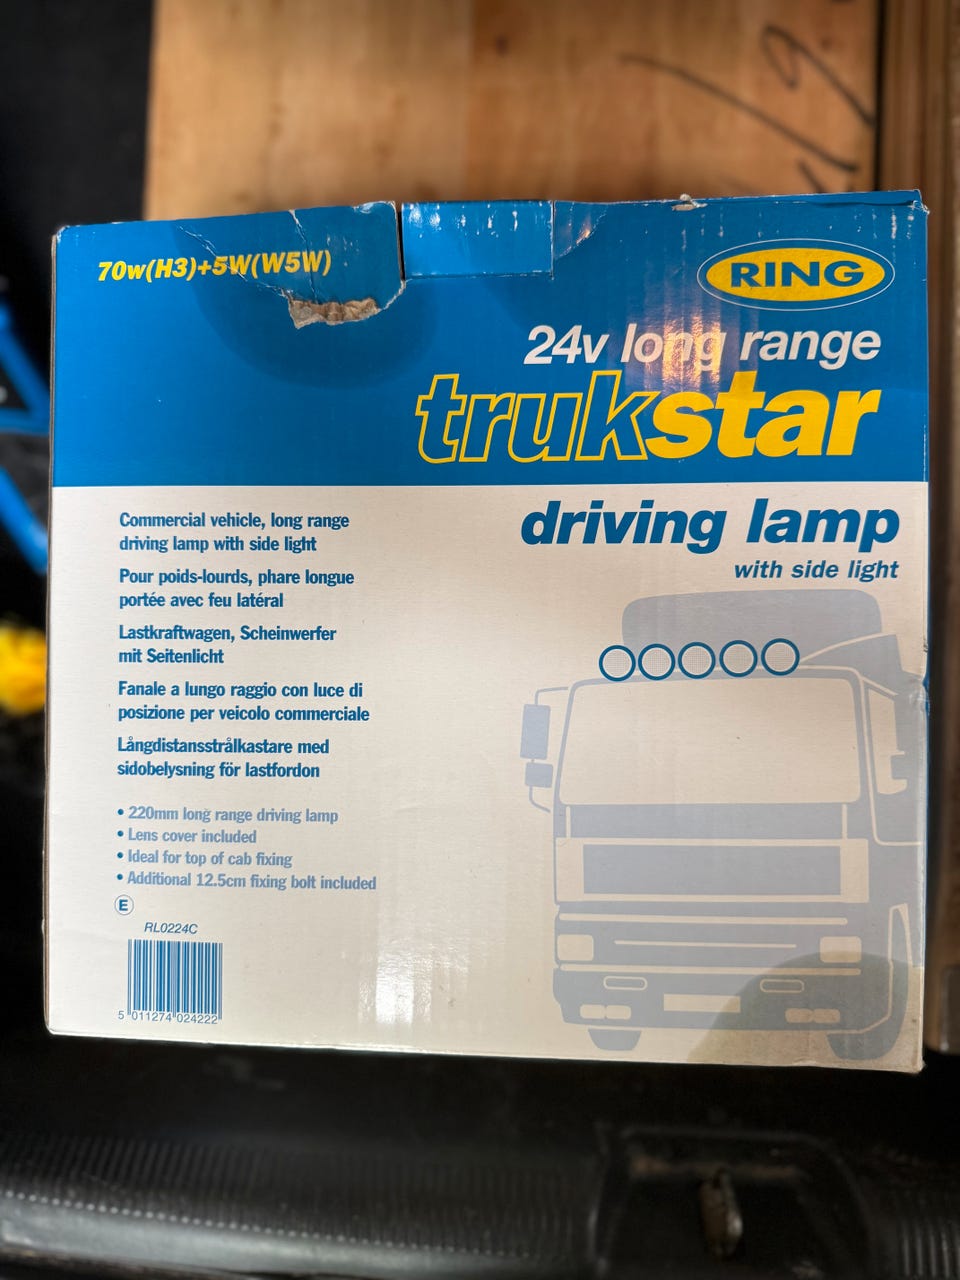 70w(H3)+5W(W5W)
RING
24v long range
trukstar
driving lamp
with side light
Commercial vehicle, long range
driving lamp with side light
Pour poids-lourds, phare longue
portée avec feu latéral
Lastkraftwagen, Scheinwerfer
mit Seitenlicht
Fanale a lungo raggio con luce di
posizione per veicolo commerciale
Långdistansstrålkastare med
sidobelysning för lastfordon
• 220mm long range driving lamp
• Lens cover included
• Ideal for top of cab fixing
• Additional 12.5cm fixing bolt included
E
RL0224C
5 011274 024222